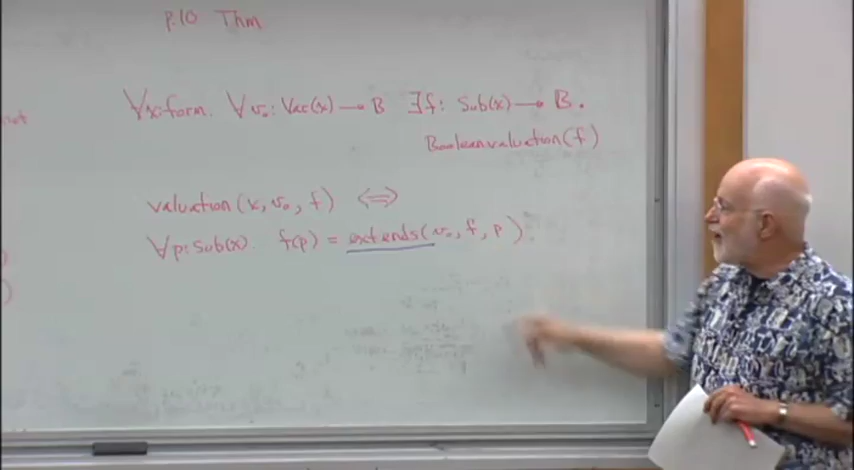 p.10 Thm
∀x:form. ∀v₀: Var(x) → B ∃f: Sub(x) → B.
Booleanvaluation(f)
valuation(x, v₀, f) ⇔
∀p:Sub(x). f(p) = extends(v₀, f, p)